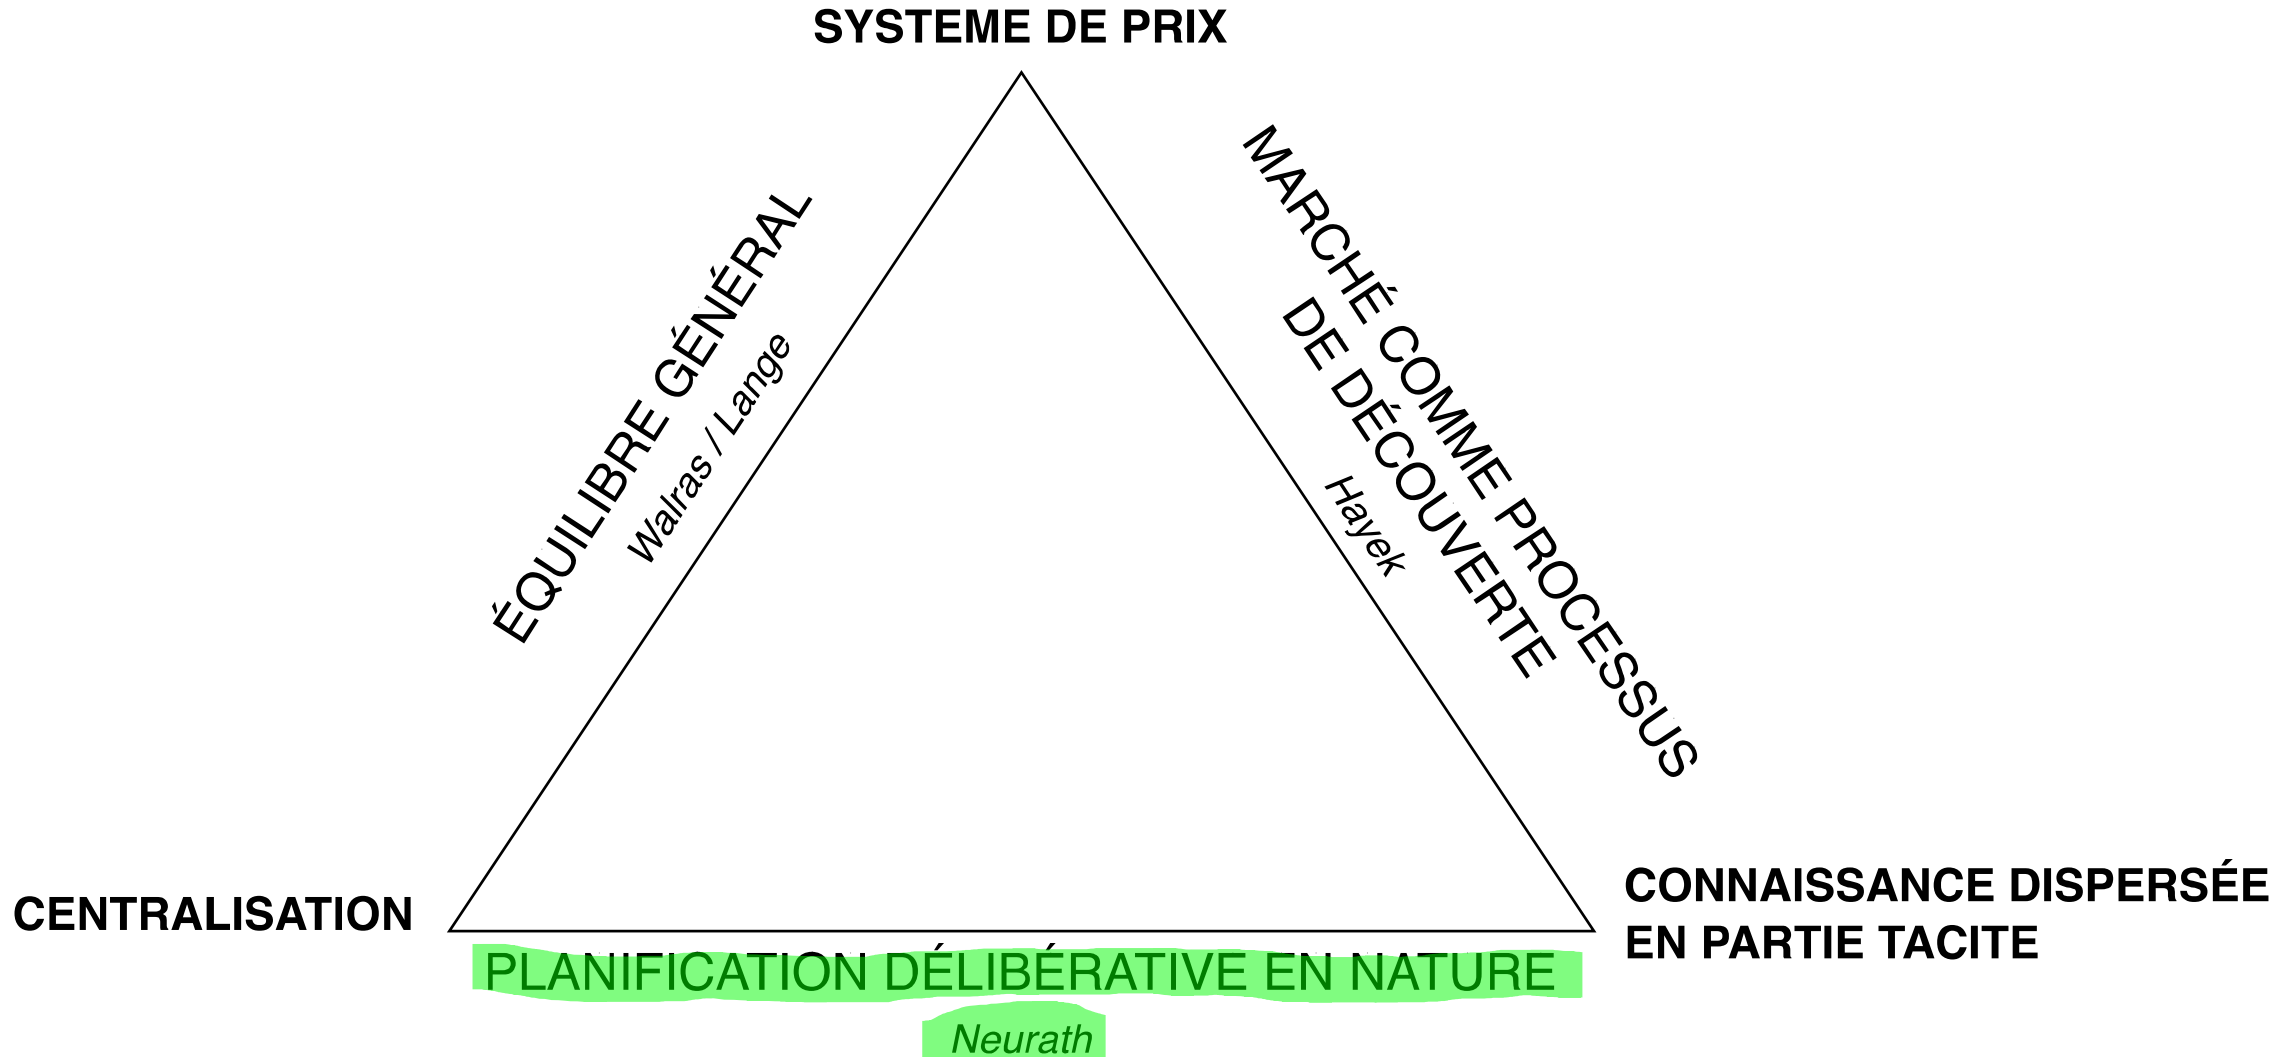 SYSTEME DE PRIX
ÉQUILIBRE GÉNÉRAL
Walras / Lange
MARCHÉ COMME PROCESSUS
DE DÉCOUVERTE
Hayek
CENTRALISATION
CONNAISSANCE DISPERSÉE
EN PARTIE TACITE
PLANIFICATION DÉLIBÉRATIVE EN NATURE
Neurath